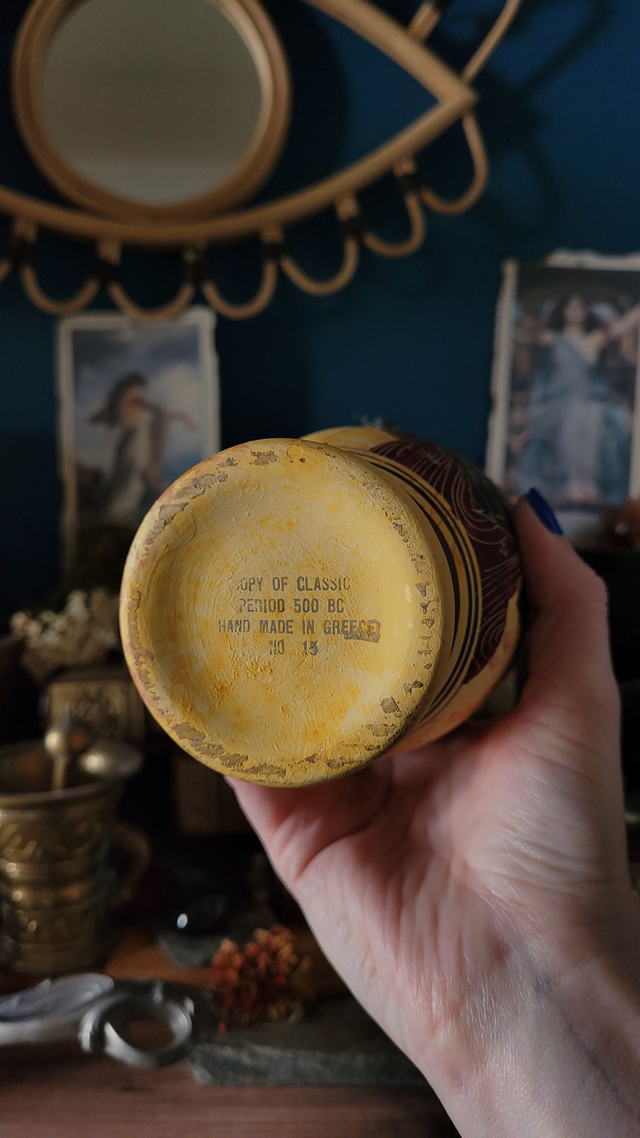 COPY OF CLASSIC
PERIOD 500 BC
HAND MADE IN GREECE
NO 15